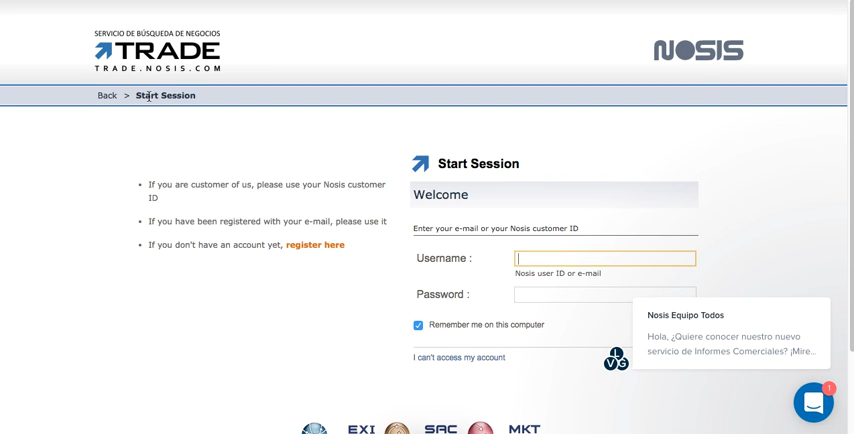 SERVICIO DE BÚSQUEDA DE NEGOCIOS
TRADE
TRADE.NOSIS.COM
NOSIS
Back > Start Session
Start Session
If you are customer of us, please use your Nosis customer
ID
If you have been registered with your e-mail, please use it
If you don't have an account yet, register here
Welcome
Enter your e-mail or your Nosis customer ID
Username :
Nosis user ID or e-mail
Password :
Remember me on this computer
I can't access my account
Nosis Equipo Todos
Hola, ¿Quiere conocer nuestro nuevo
servicio de Informes Comerciales? ¡Mire...
L
V G
1
EXI SAC MKT